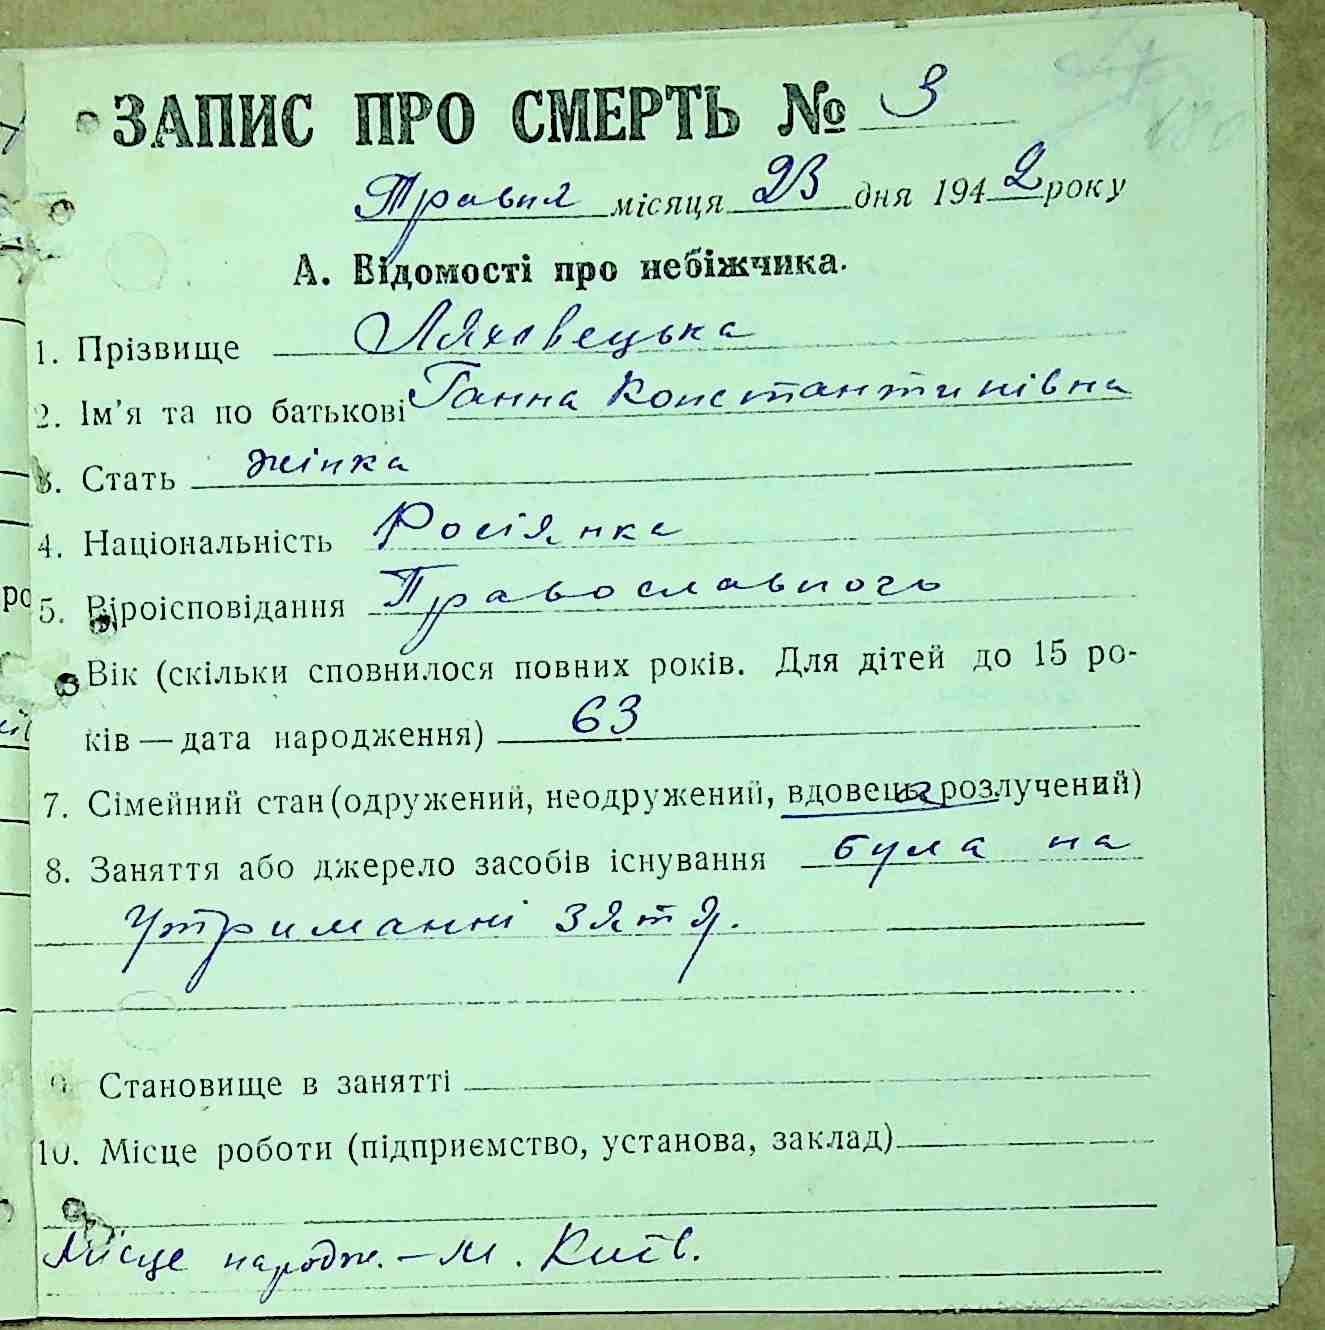 ЗАПИС ПРО СМЕРТЬ № 3
Травня місяця 23 дня 1942 року
А. Відомості про небіжчика.
1. Прізвище Ляховецька
2. Ім’я та по батькові Ганна Константинівна
3. Стать жінка
4. Національність Росіянка
5. Віроісповідання Православного
Вік (скільки сповнилося повних років. Для дітей до 15 ро-
ків — дата народження) 63
7. Сімейний стан (одружений, неодружений, вдовець, розлучений)
8. Заняття або джерело засобів існування була на
утриманні зятя.
9. Становище в занятті
10. Місце роботи (підприємство, установа, заклад)
Місце народж. – м. Київ.